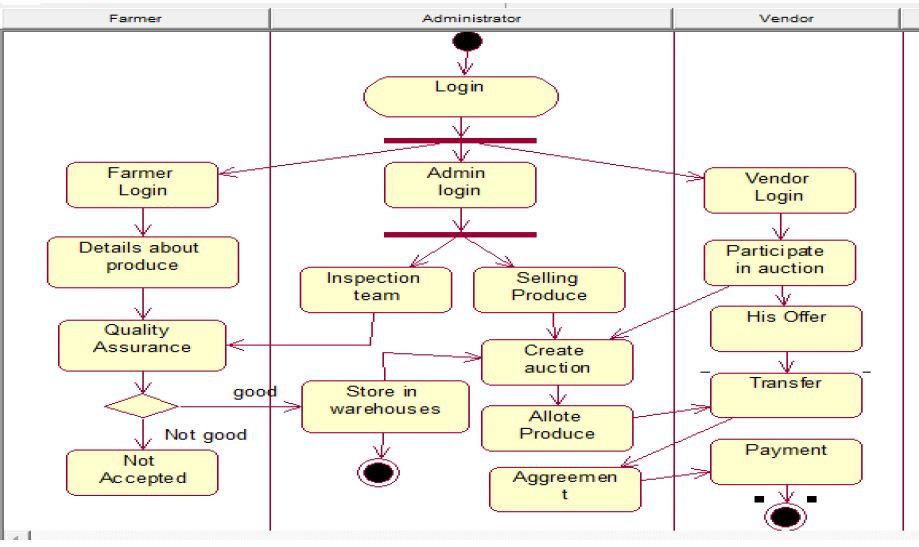 Farmer
Administrator
Vendor
Login
Farmer
Login
Admin
login
Vendor
Login
Details about
produce
Inspection
team
Selling
Produce
Participate
in auction
Quality
Assurance
Create
auction
His Offer
good
Store in
warehouses
Transfer
Not good
Allote
Produce
Not
Accepted
Aggreemen
t
Payment